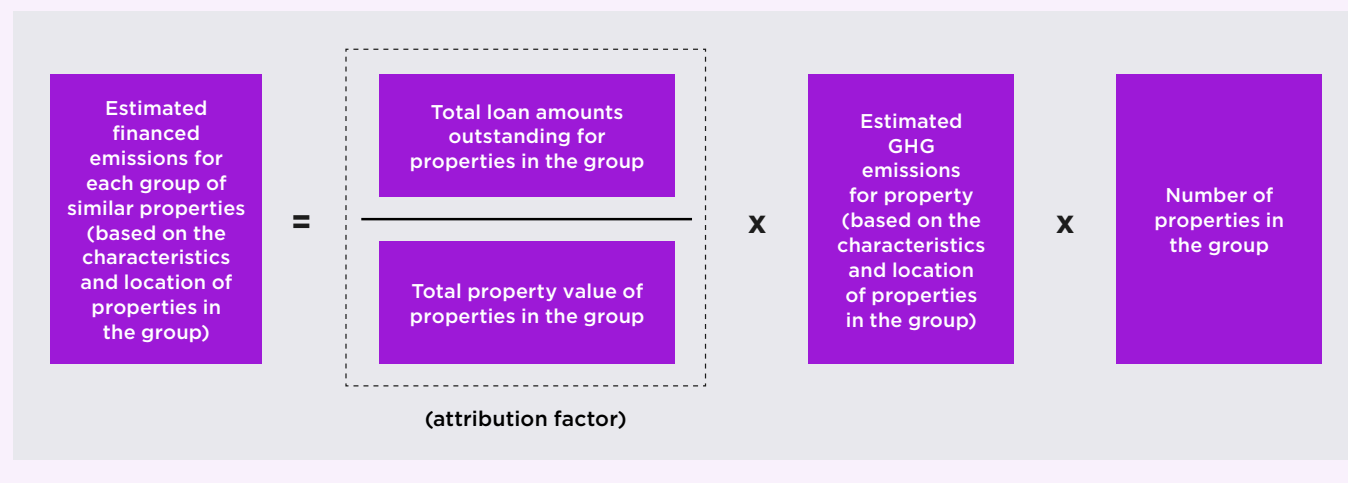 Estimated
financed
emissions for
each group of
similar properties
(based on the
characteristics
and location of
properties in
the group)
=
Total loan amounts
outstanding for
properties in the group
Total property value of
properties in the group
(attribution factor)
x
Estimated
GHG
emissions
for property
(based on the
characteristics
and location
of properties
in the group)
x
Number of
properties in
the group